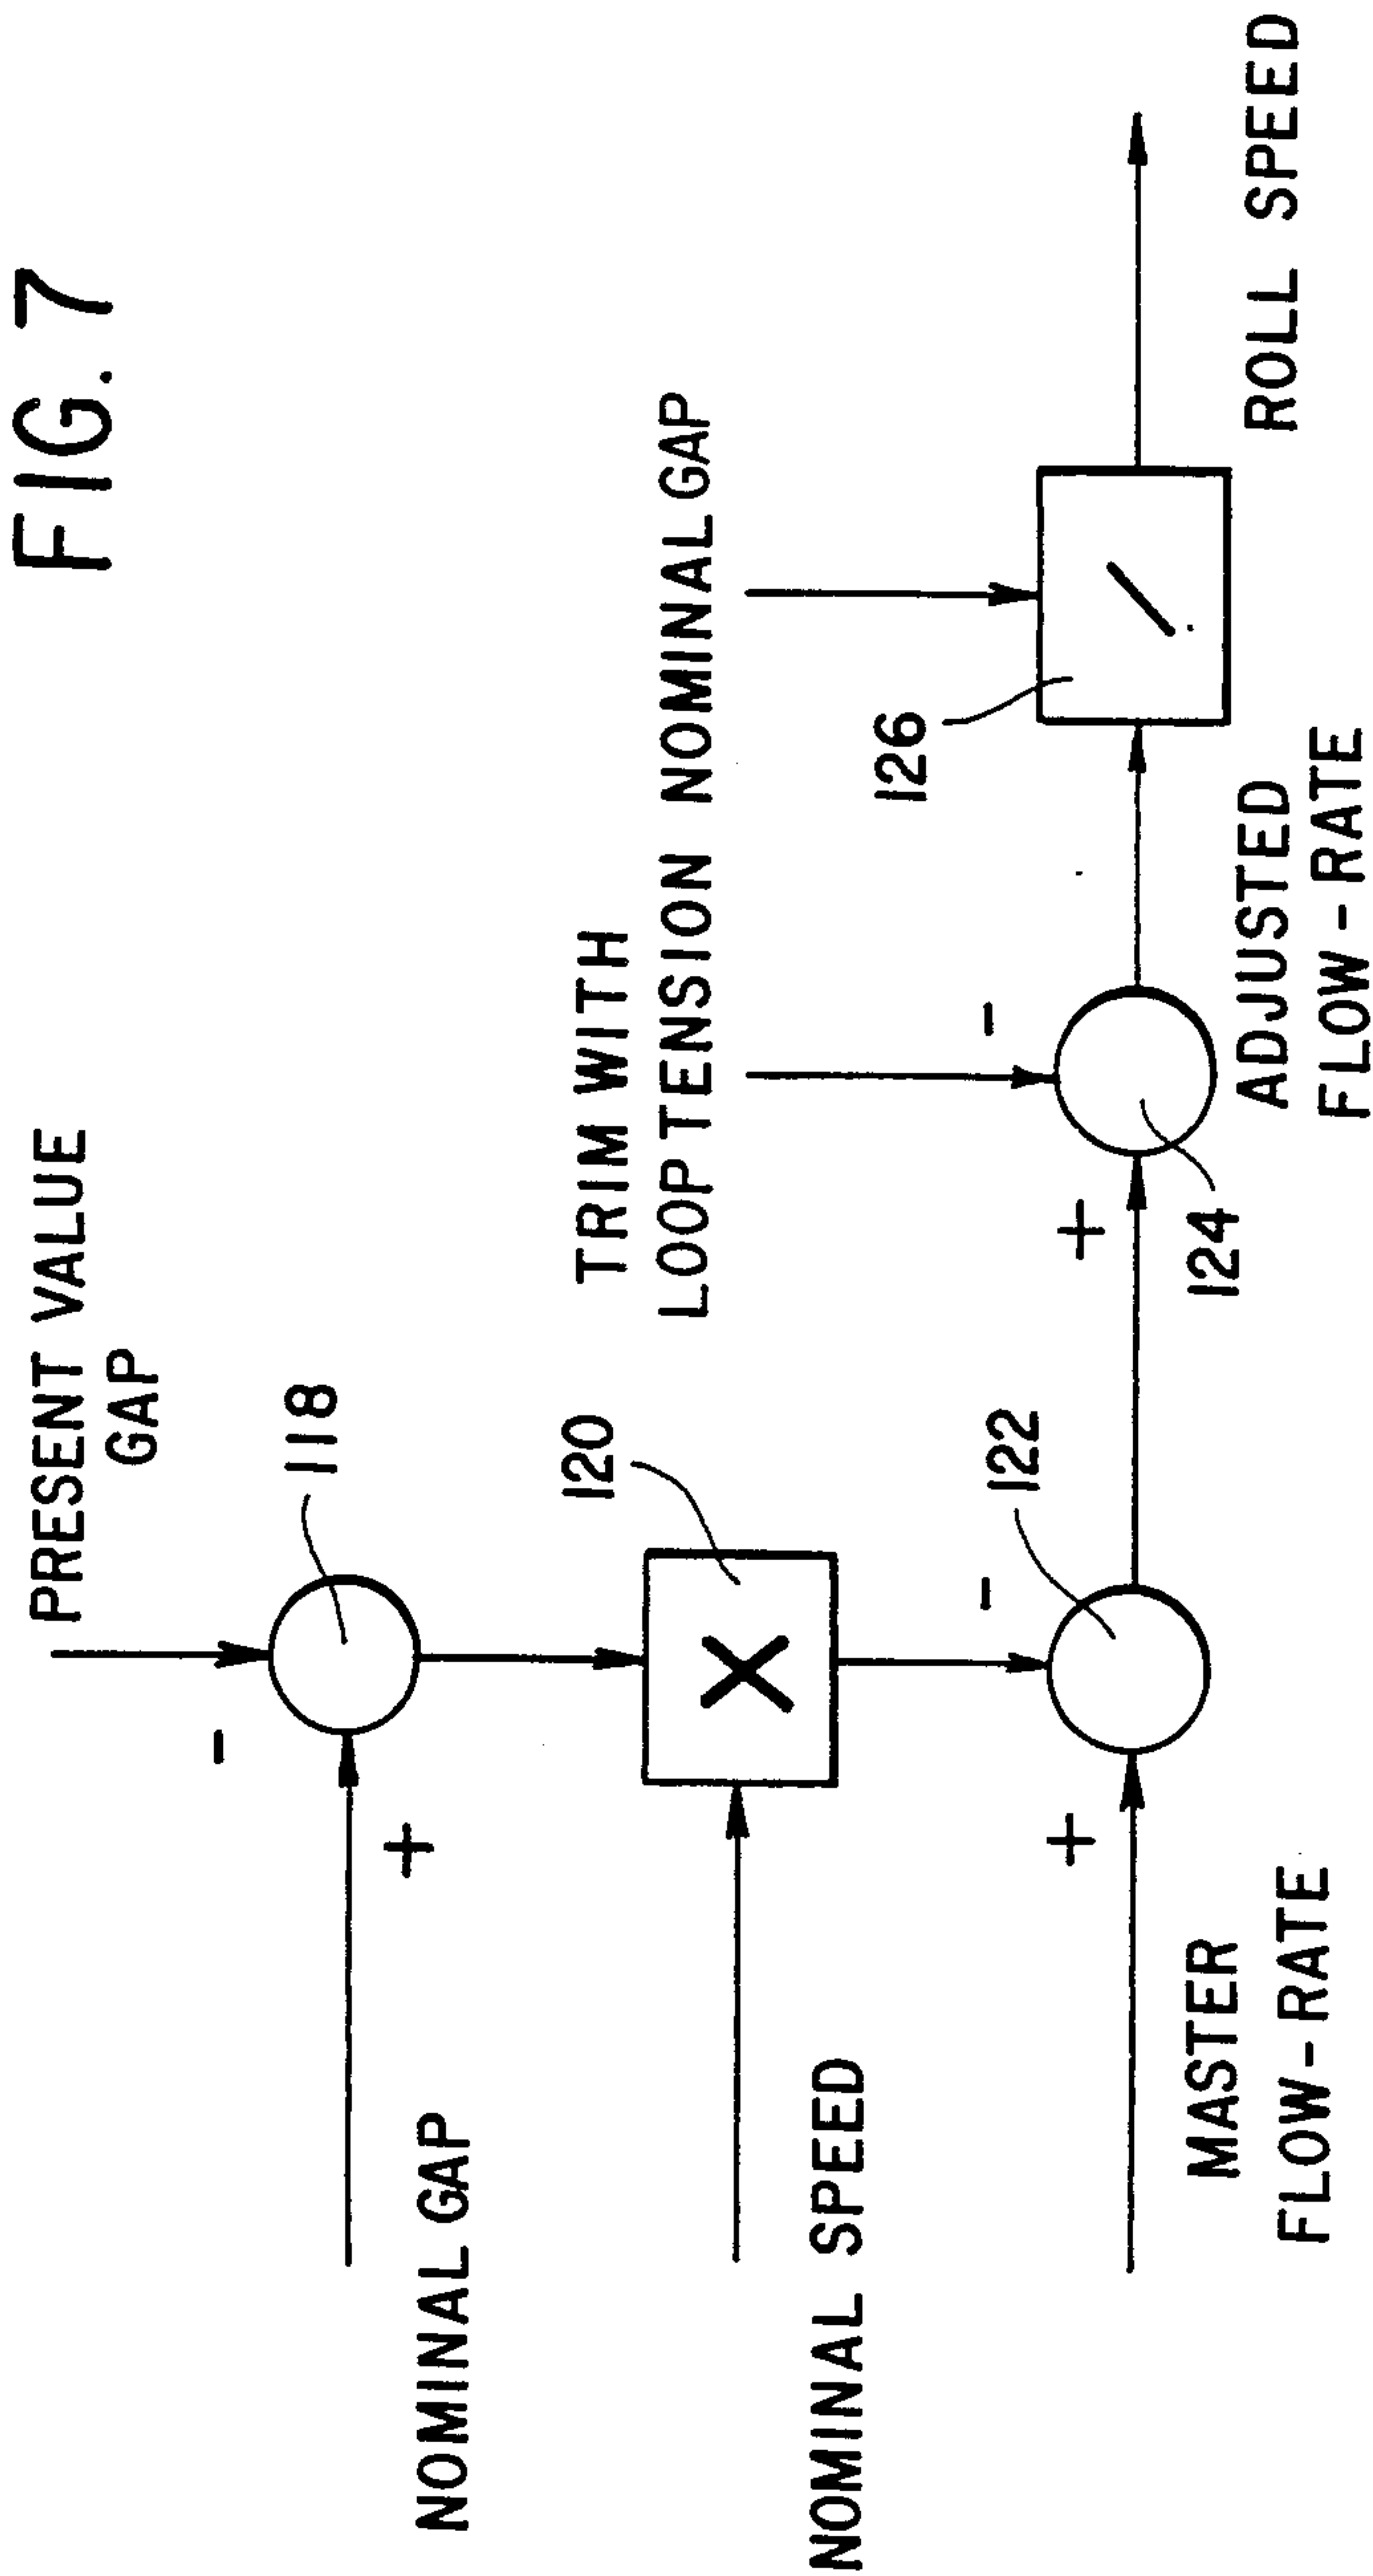 FIG. 7
PRESENT VALUE
GAP
-
118
NOMINAL GAP
+
120
X
NOMINAL SPEED
TRIM WITH
LOOP TENSION
NOMINAL GAP
122
-
+
MASTER
FLOW-RATE
-
+
124
ADJUSTED
FLOW-RATE
126
/
ROLL SPEED